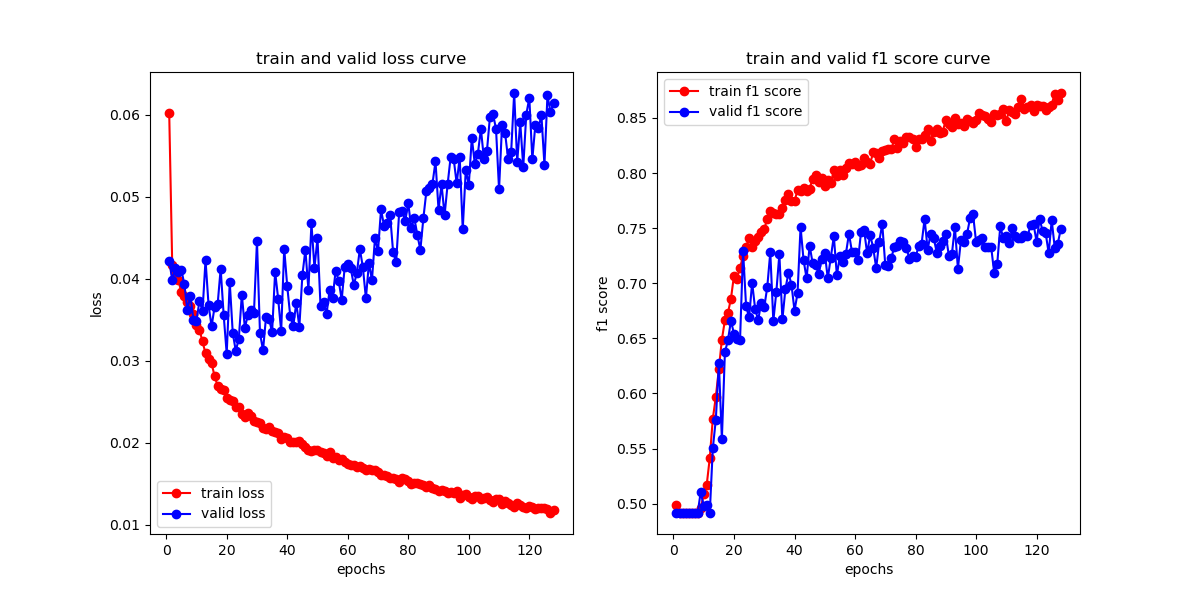 train and valid loss curve
loss
0.06
0.05
0.04
0.03
0.02
0.01
train loss
valid loss
0 20 40 60 80 100 120
epochs
train and valid f1 score curve
f1 score
train f1 score
valid f1 score
0.85
0.80
0.75
0.70
0.65
0.60
0.55
0.50
0 20 40 60 80 100 120
epochs